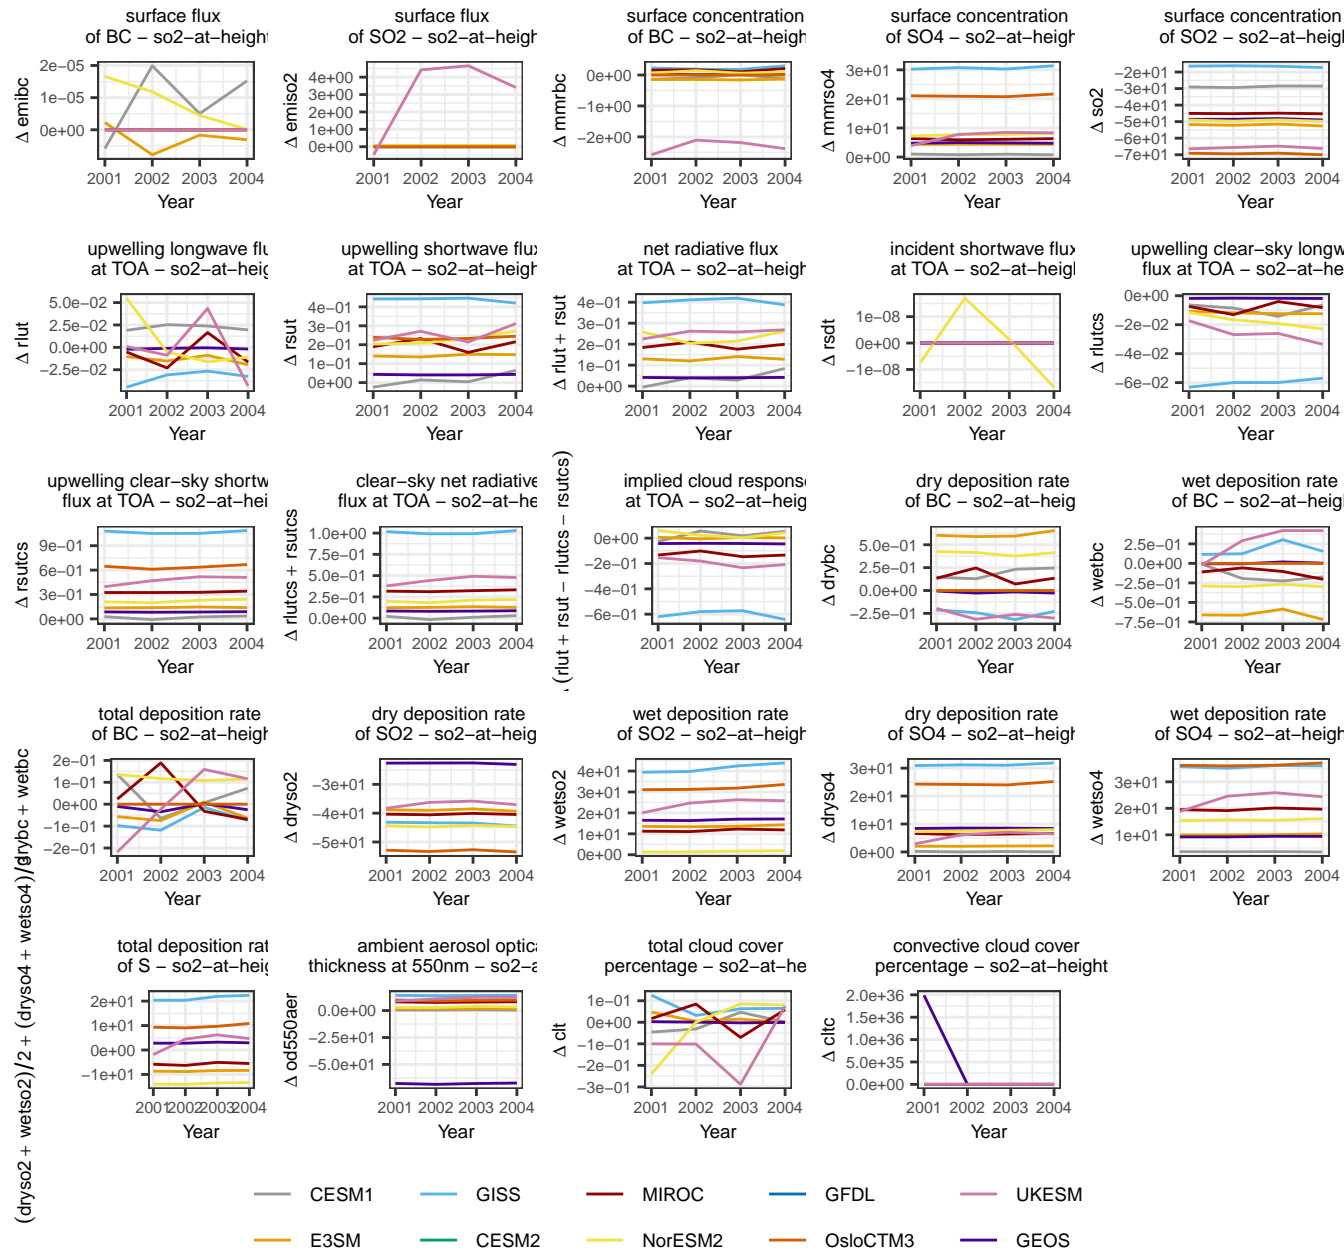 surface flux
of BC − so2−at−height
Δ emibc
2e−05
1e−05
0e+00
2001 2002 2003 2004
Year
surface flux
of SO2 − so2−at−height
Δ emiso2
4e+00
3e+00
2e+00
1e+00
0e+00
2001 2002 2003 2004
Year
surface concentration
of BC − so2−at−heigh
Δ mmrbc
0e+00
−1e+00
−2e+00
2001 2002 2003 2004
Year
surface concentration
of SO4 − so2−at−heigh
Δ mmrso4
3e+01
2e+01
1e+01
0e+00
2001 2002 2003 2004
Year
surface concentration
of SO2 − so2−at−heigh
Δ so2
−2e+01
−3e+01
−4e+01
−5e+01
−6e+01
−7e+01
2001 2002 2003 2004
Year
upwelling longwave flu
at TOA − so2−at−heig
Δ rlut
5.0e−02
2.5e−02
0.0e+00
−2.5e−02
2001 2002 2003 2004
Year
upwelling shortwave flux
at TOA − so2−at−heigh
Δ rsut
4e−01
3e−01
2e−01
1e−01
0e+00
2001 2002 2003 2004
Year
net radiative flux
at TOA − so2−at−heigh
Δ rlut + rsut
4e−01
3e−01
2e−01
1e−01
0e+00
2001 2002 2003 2004
Year
incident shortwave flux
at TOA − so2−at−heigh
Δ rsdt
1e−08
0e+00
−1e−08
2001 2002 2003 2004
Year
upwelling clear−sky longw
flux at TOA − so2−at−he
Δ rlutcs
0e+00
−2e−02
−4e−02
−6e−02
2001 2002 2003 2004
Year
upwelling clear−sky shortw
flux at TOA − so2−at−hei
Δ rsutcs
9e−01
6e−01
3e−01
0e+00
2001 2002 2003 2004
Year
clear−sky net radiative
flux at TOA − so2−at−he
Δ rlutcs + rsutcs
1.0e+00
7.5e−01
5.0e−01
2.5e−01
0.0e+00
2001 2002 2003 2004
Year
implied cloud response
at TOA − so2−at−heigh
(rlut + rsut − rlutcs − rsutcs)
0e+00
−2e−01
−4e−01
−6e−01
2001 2002 2003 2004
Year
dry deposition rate
of BC − so2−at−heig
Δ drybc
5.0e−01
2.5e−01
0.0e+00
−2.5e−01
2001 2002 2003 2004
Year
wet deposition rate
of BC − so2−at−heig
Δ wetbc
2.5e−01
0.0e+00
−2.5e−01
−5.0e−01
−7.5e−01
2001 2002 2003 2004
Year
total deposition rate
of BC − so2−at−heigh
drybc + wetbc
2e−01
1e−01
0e+00
−1e−01
−2e−01
2001 2002 2003 2004
Year
dry deposition rate
of SO2 − so2−at−heigh
Δ dryso2
−3e+01
−4e+01
−5e+01
2001 2002 2003 2004
Year
wet deposition rate
of SO2 − so2−at−heigh
Δ wetso2
4e+01
3e+01
2e+01
1e+01
0e+00
2001 2002 2003 2004
Year
dry deposition rate
of SO4 − so2−at−heigh
Δ dryso4
3e+01
2e+01
1e+01
0e+00
2001 2002 2003 2004
Year
wet deposition rate
of SO4 − so2−at−heigh
Δ wetso4
3e+01
2e+01
1e+01
2001 2002 2003 2004
Year
total deposition rat
of S − so2−at−heig
(dryso2 + wetso2)/2 + (dryso4 + wetso4)/
2e+01
1e+01
0e+00
−1e+01
2001 2002 2003 2004
Year
ambient aerosol optica
thickness at 550nm − so2−a
Δ od550aer
0.0e+00
−2.5e+01
−5.0e+01
2001 2002 2003 2004
Year
total cloud cover
percentage − so2−at−he
Δ clt
1e−01
0e+00
−1e−01
−2e−01
−3e−01
2001 2002 2003 2004
Year
convective cloud cover
percentage − so2−at−height
Δ cltc
2.0e+36
1.5e+36
1.0e+36
5.0e+35
0.0e+00
2001 2002 2003 2004
Year
CESM1 GISS MIROC GFDL UKESM
E3SM CESM2 NorESM2 OsloCTM3 GEOS